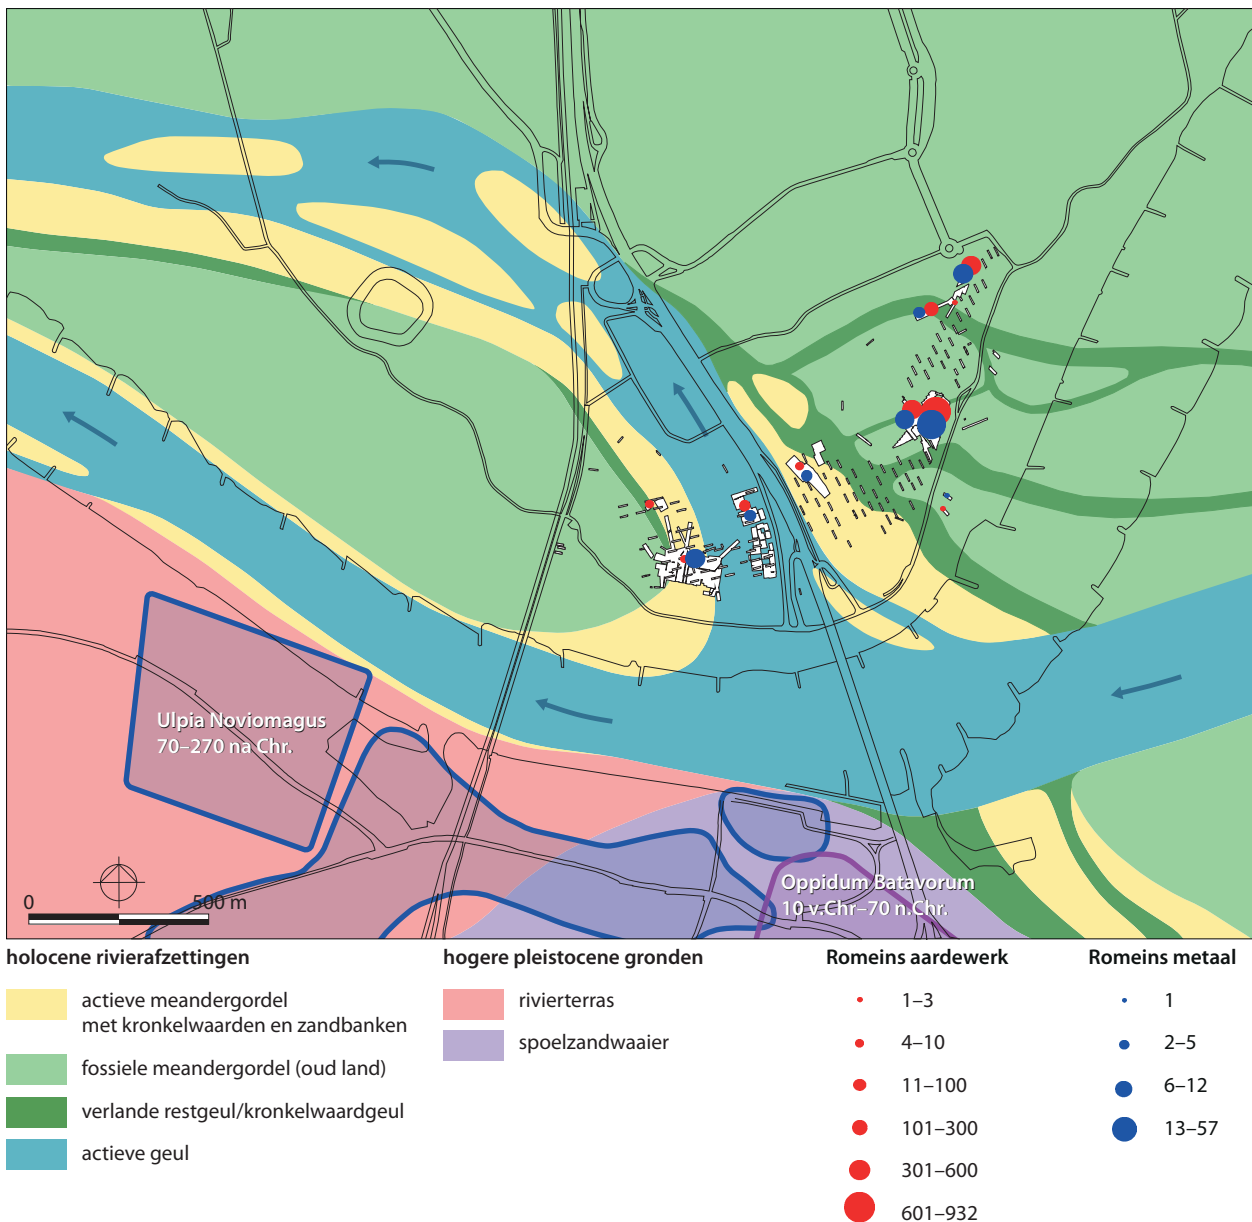 Ulpia Noviomagus
70–270 na Chr.
Oppidum Batavorum
10 v.Chr–70 n.Chr.
0
500 m
holocene rivierafzettingen
actieve meandergordel
met kronkelwaarden en zandbanken
fossiele meandergordel (oud land)
verlande restgeul/kronkelwaardgeul
actieve geul
hogere pleistocene gronden
rivierterras
spoelzandwaaier
Romeins aardewerk
1–3
4–10
11–100
101–300
301–600
601–932
Romeins metaal
1
2–5
6–12
13–57